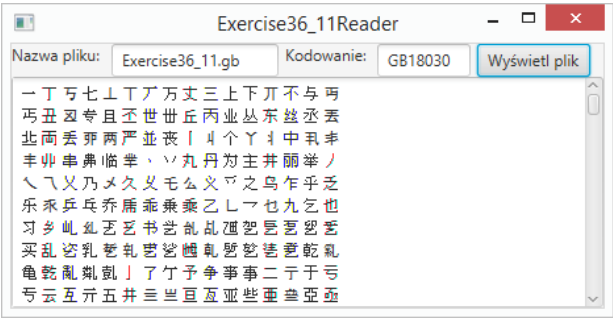 Exercise36_11Reader
Nazwa pliku: Exercise36_11.gb Kodowanie: GB18030 Wyświetl plik
一丁丂七丄丅丆万丈三上下丌不与丏
丐丑丒专且丕世丗丘丙业丛东丝丞丟
丠両丢丣两严並丧丨丩个丫丬中丮丯
丰丱串丳临丵丶丷丸丹为主丼丽举丿
乀乁乂乃乄久乆乇么义乊之乌乍乎乏
乐乑乒乓乔乕乖乗乘乙乚乛乜九乞也
习乡乢乣乤乥书乧乨乩乪乫乬乭乮乯
买乱乲乳乴乵乶乷乸乹乺乻乼乽乾乿
亀亁亂亃亄亅了亇予争亊事二亍于亏
亐云互亓五井亖亗亘亙亚些亜亝亞亟